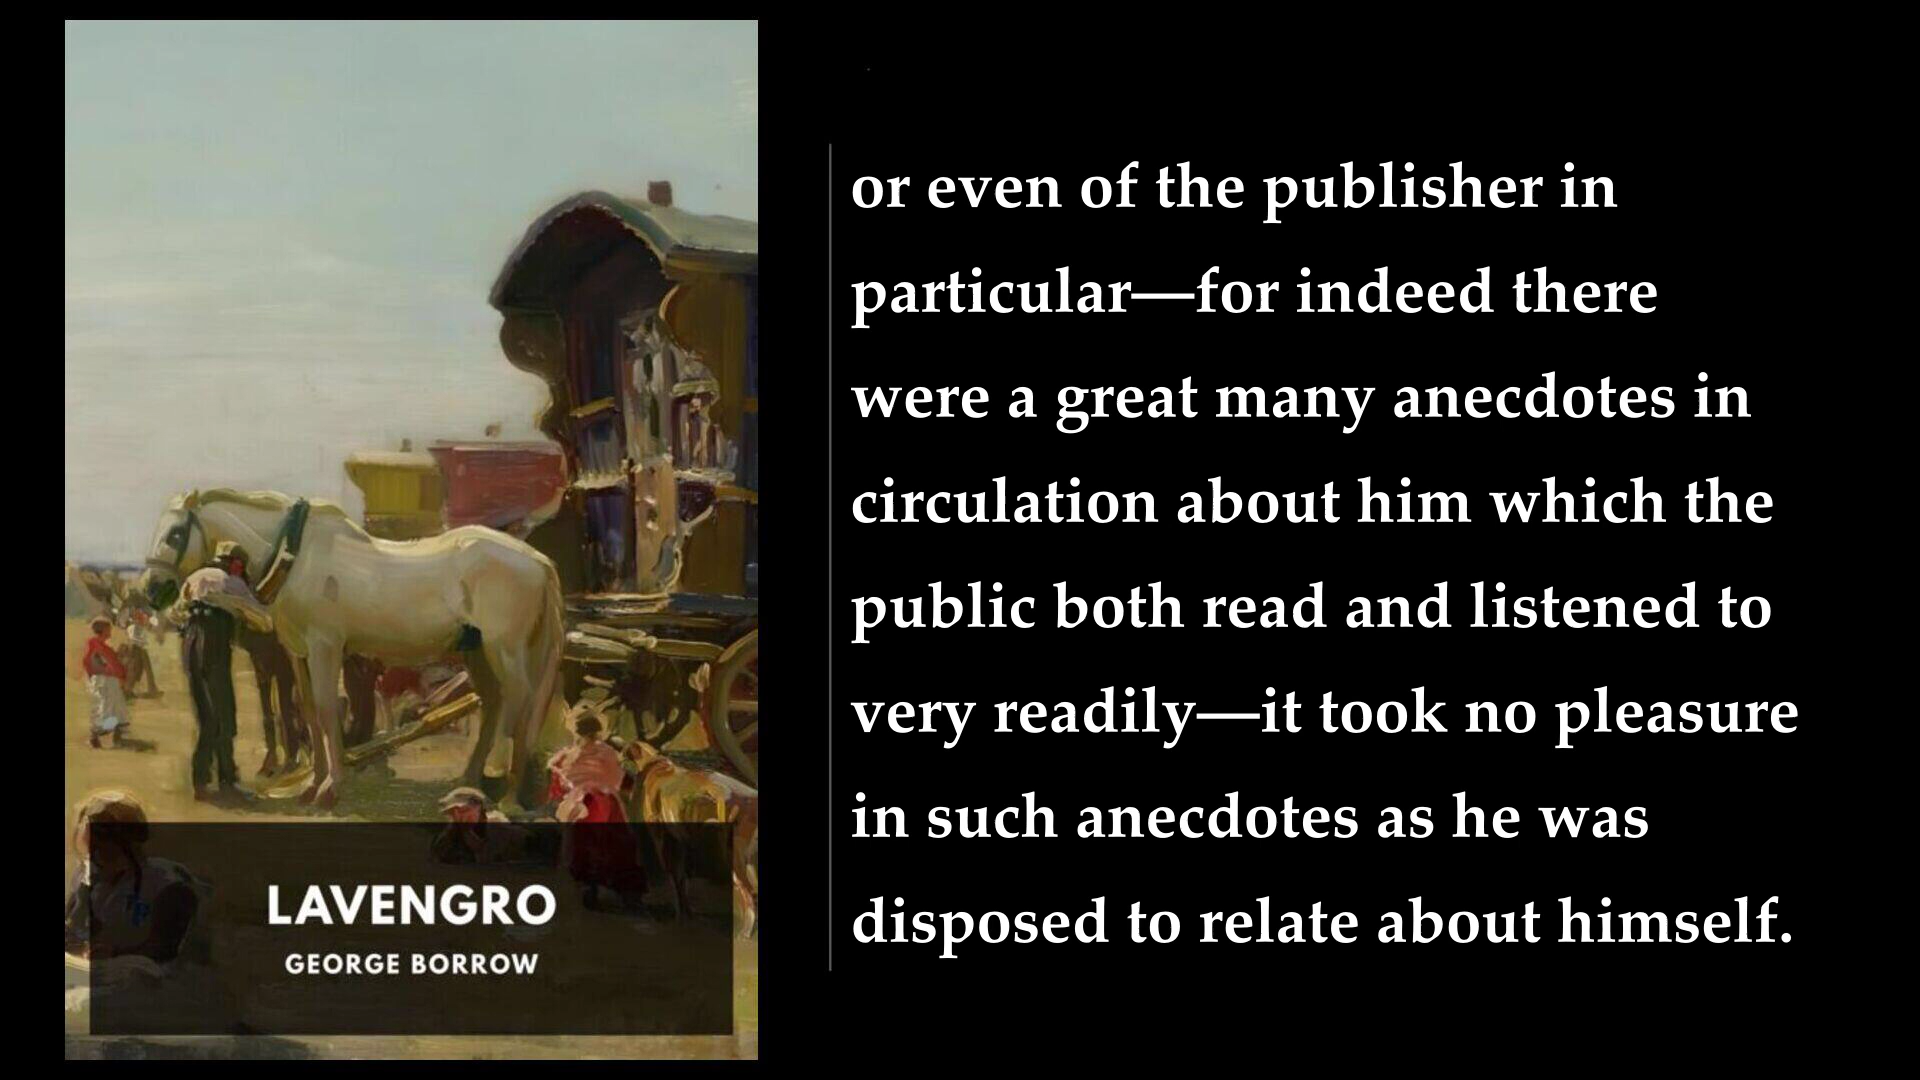 LAVENGRO
GEORGE BORROW
or even of the publisher in
particular—for indeed there
were a great many anecdotes in
circulation about him which the
public both read and listened to
very readily—it took no pleasure
in such anecdotes as he was
disposed to relate about himself.